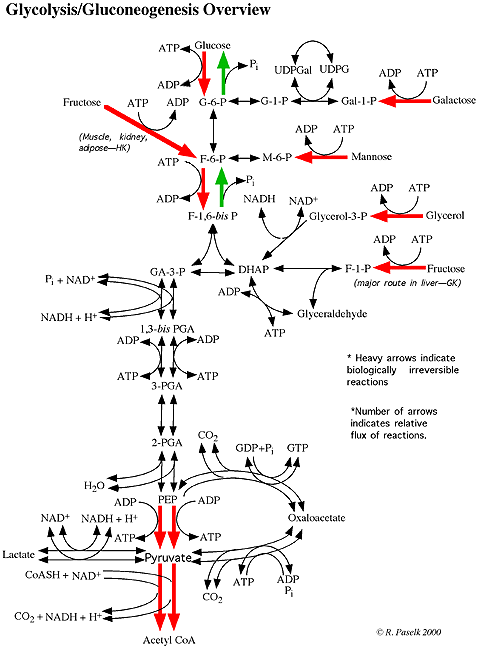 Glycolysis/Gluconeogenesis Overview
ATP Glucose Pi UDPGal UDPG
ADP ADP ATP
Fructose ATP ADP G-6-P G-1-P Gal-1-P Galactose
(Muscle, kidney,
adipose—HK)
ADP ATP
ATP F-6-P M-6-P Mannose
ADP Pi
NADH NAD+ ADP ATP
F-1,6-bis P Glycerol-3-P Glycerol
ADP ATP
GA-3-P DHAP F-1-P Fructose
(major route in liver—GK)
Pi + NAD+
ADP
NADH + H+ Glyceraldehyde
1,3-bis PGA ATP
ADP ADP
ATP ATP
3-PGA
* Heavy arrows indicate
biologically irreversible
reactions
*Number of arrows
indicates relative
flux of reactions.
2-PGA CO2 GDP+Pi GTP
H2O
PEP
ADP ADP Oxaloacetate
NAD+ NADH + H+ ATP ATP
Lactate Pyruvate
CoASH + NAD+ CO2 ATP ADP
Pi
CO2 + NADH + H+
Acetyl CoA
© R. Paselk 2000